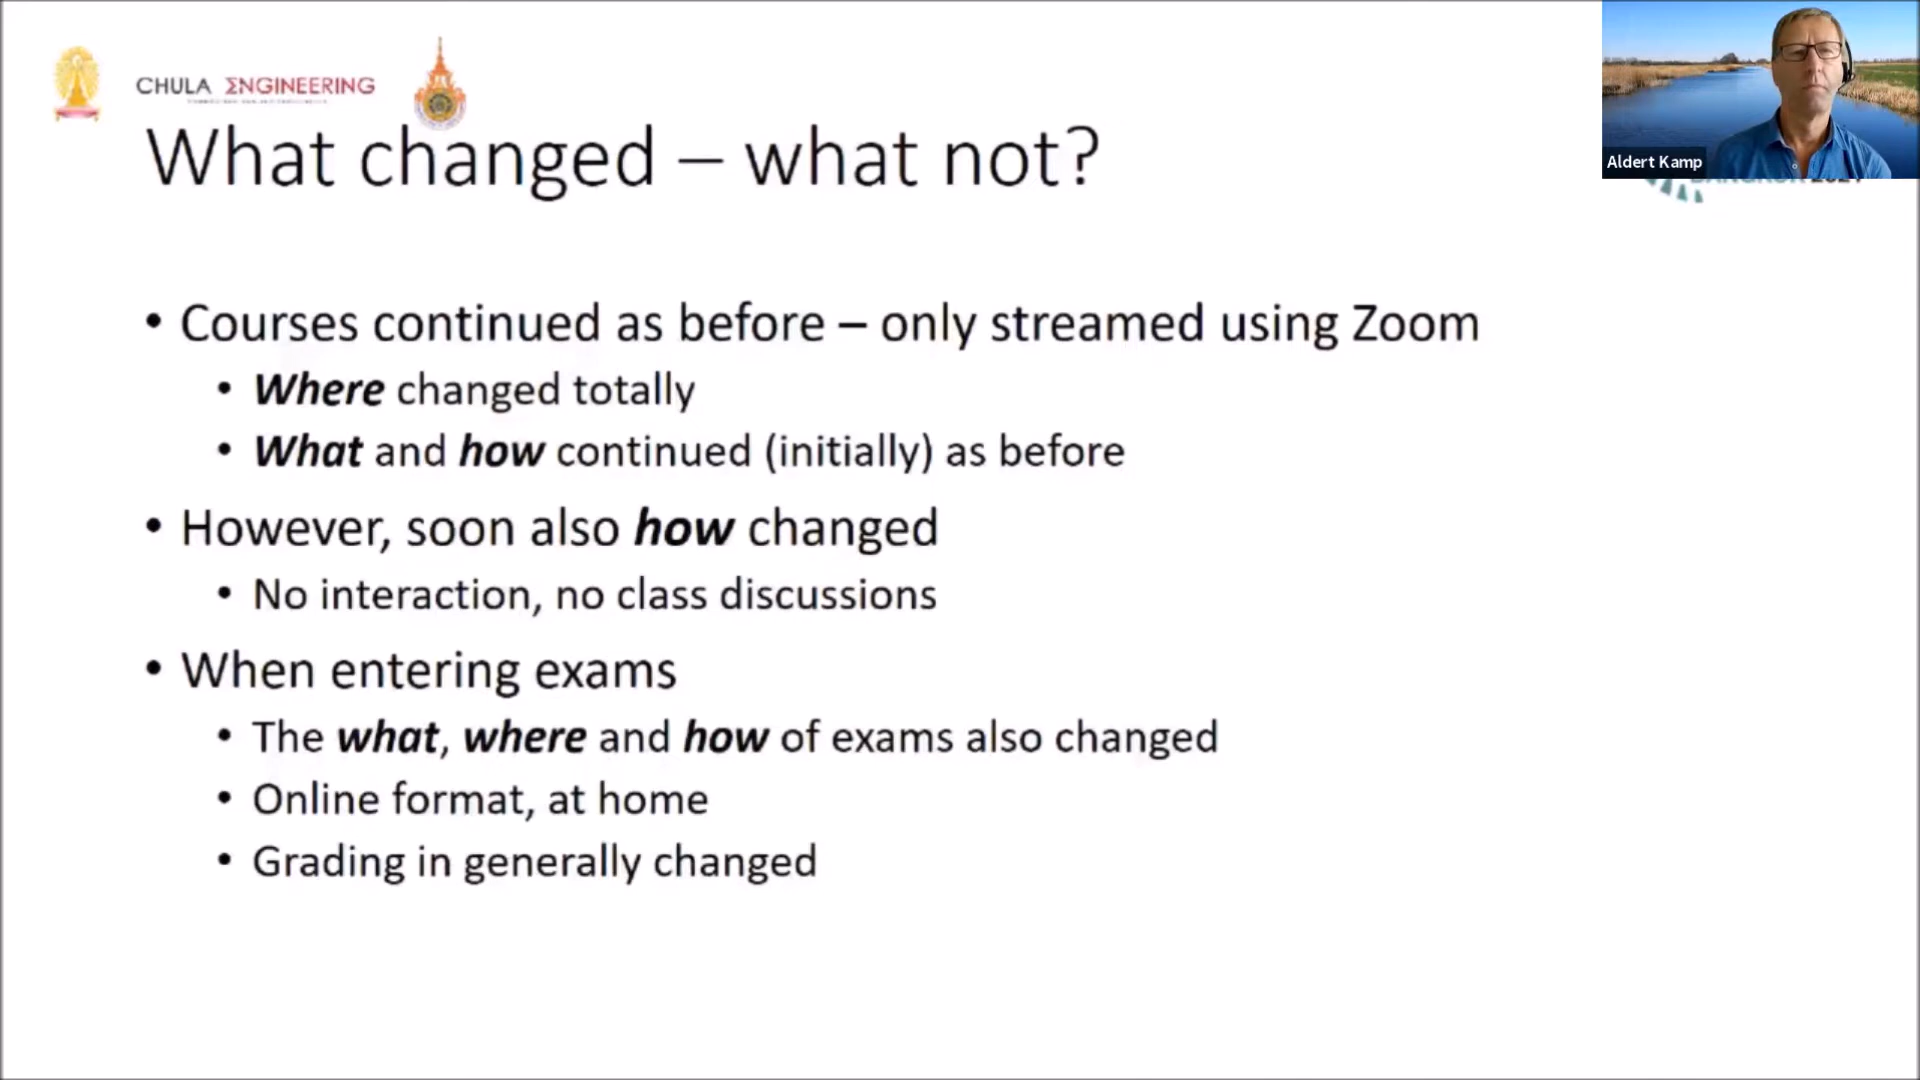 CHULA ΣNGINEERING
What changed – what not?
Aldert Kamp
• Courses continued as before – only streamed using Zoom
• Where changed totally
• What and how continued (initially) as before
• However, soon also how changed
• No interaction, no class discussions
• When entering exams
• The what, where and how of exams also changed
• Online format, at home
• Grading in generally changed